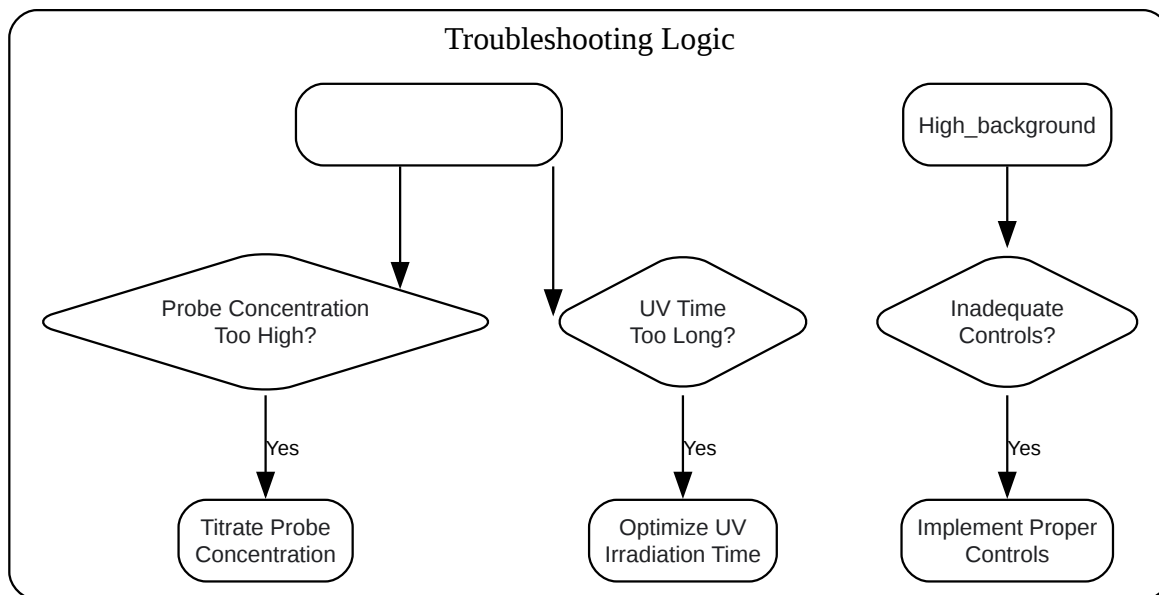 Troubleshooting Logic
High_background
Probe Concentration
Too High?
UV Time
Too Long?
Inadequate
Controls?
Yes
Yes
Yes
Titrate Probe
Concentration
Optimize UV
Irradiation Time
Implement Proper
Controls